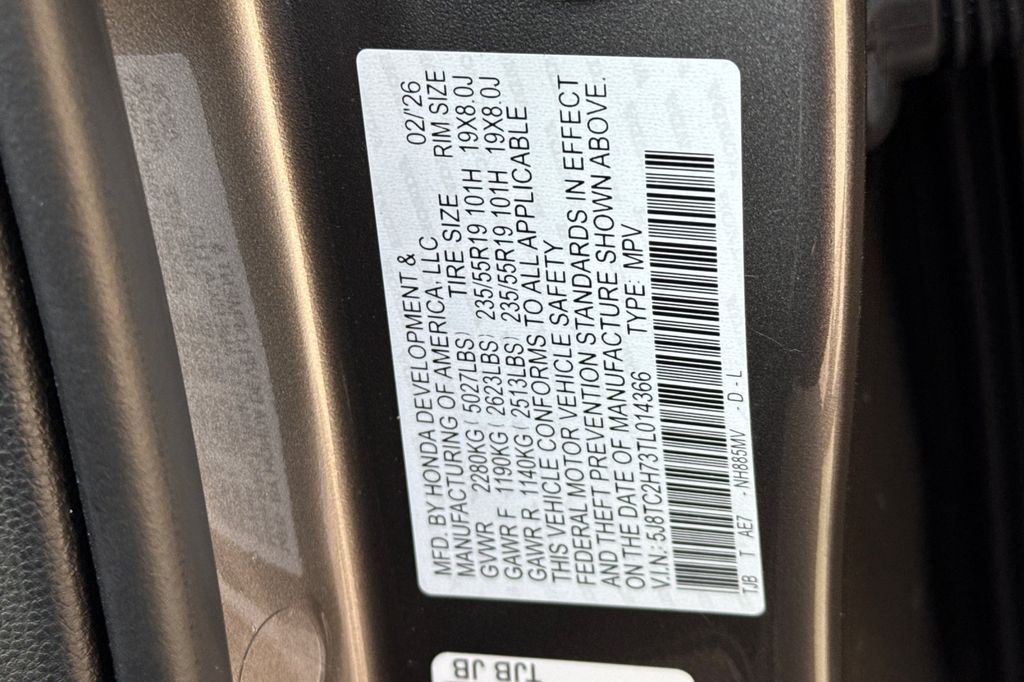 MFD. BY HONDA DEVELOPMENT &
MANUFACTURING OF AMERICA, LLC 02/'26
GVWR 2280KG ( 5027LBS) TIRE SIZE RIM SIZE
GAWR F 1190KG ( 2623LBS) 235/55R19 101H 19X8.0J
GAWR R 1140KG ( 2513LBS) 235/55R19 101H 19X8.0J
THIS VEHICLE CONFORMS TO ALL APPLICABLE
FEDERAL MOTOR VEHICLE SAFETY
AND THEFT PREVENTION STANDARDS IN EFFECT
ON THE DATE OF MANUFACTURE SHOWN ABOVE.
V.I.N.: 5J8TC2H73TL014366 TYPE: MPV
TJB T AE7 -NH885MV -D-L
TJB JB